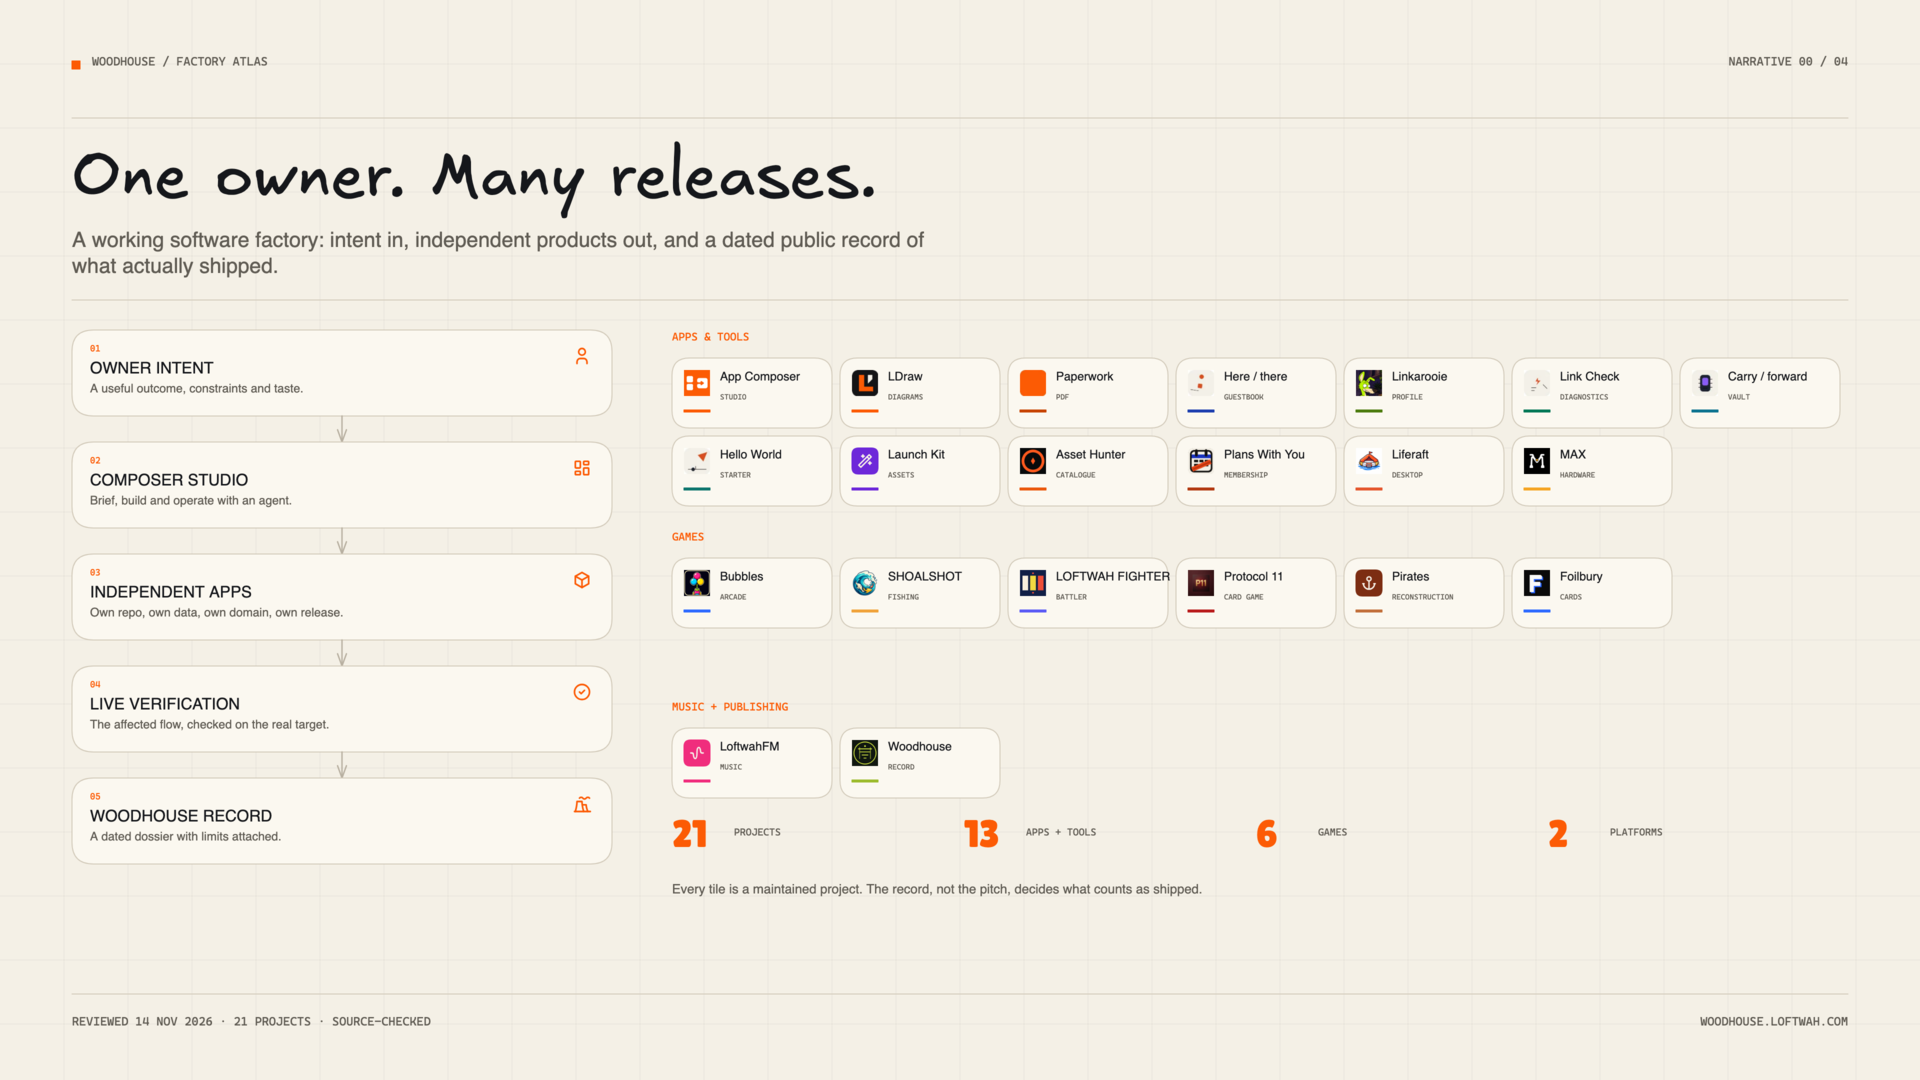 WOODHOUSE / FACTORY ATLAS
NARRATIVE 00 / 04
One owner. Many releases.
A working software factory: intent in, independent products out, and a dated public record of
what actually shipped.
01
OWNER INTENT
A useful outcome, constraints and taste.
02
COMPOSER STUDIO
Brief, build and operate with an agent.
03
INDEPENDENT APPS
Own repo, own data, own domain, own release.
04
LIVE VERIFICATION
The affected flow, checked on the real target.
05
WOODHOUSE RECORD
A dated dossier with limits attached.
APPS & TOOLS
App Composer
STUDIO
LDraw
DIAGRAMS
Paperwork
PDF
Here / there
GUESTBOOK
Linkarooie
PROFILE
Link Check
DIAGNOSTICS
Carry / forward
VAULT
Hello World
STARTER
Launch Kit
ASSETS
Asset Hunter
CATALOGUE
Plans With You
MEMBERSHIP
Liferaft
DESKTOP
M
MAX
HARDWARE
GAMES
Bubbles
ARCADE
SHOALSHOT
FISHING
LOFTWAH FIGHTER
BATTLER
P11
Protocol 11
CARD GAME
Pirates
RECONSTRUCTION
F
Foilbury
CARDS
MUSIC + PUBLISHING
LoftwahFM
MUSIC
Woodhouse
RECORD
21 PROJECTS
13 APPS + TOOLS
6 GAMES
2 PLATFORMS
Every tile is a maintained project. The record, not the pitch, decides what counts as shipped.
REVIEWED 14 NOV 2026 · 21 PROJECTS · SOURCE-CHECKED
WOODHOUSE.LOFTWAH.COM